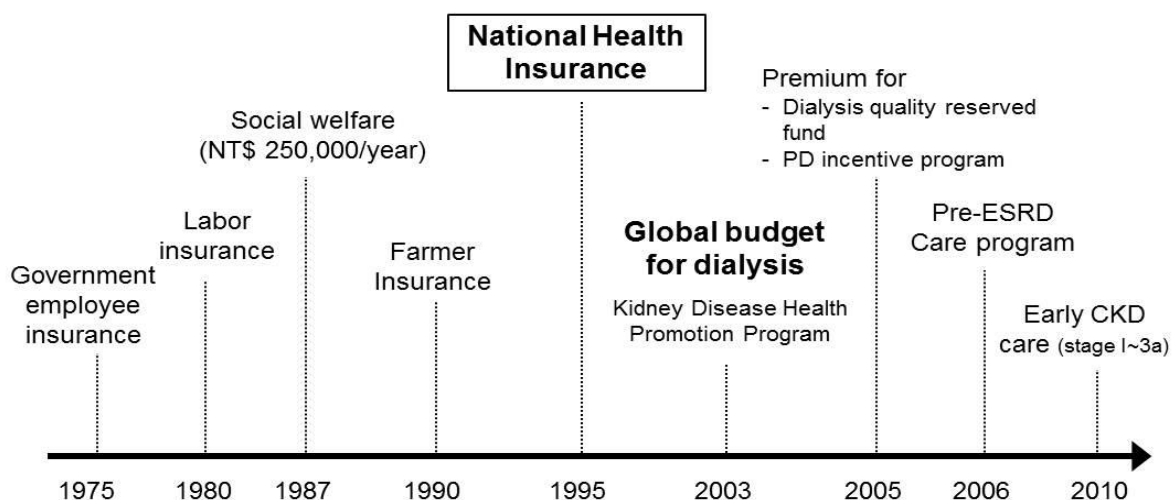 National Health
Insurance
Premium for
- Dialysis quality reserved
fund
- PD incentive program
Social welfare
(NT$ 250,000/year)
Labor
insurance
Government
employee
insurance
Farmer
Insurance
Global budget
for dialysis
Kidney Disease Health
Promotion Program
Pre-ESRD
Care program
Early CKD
care (stage I~3a)
1975 1980 1987 1990 1995 2003 2005 2006 2010